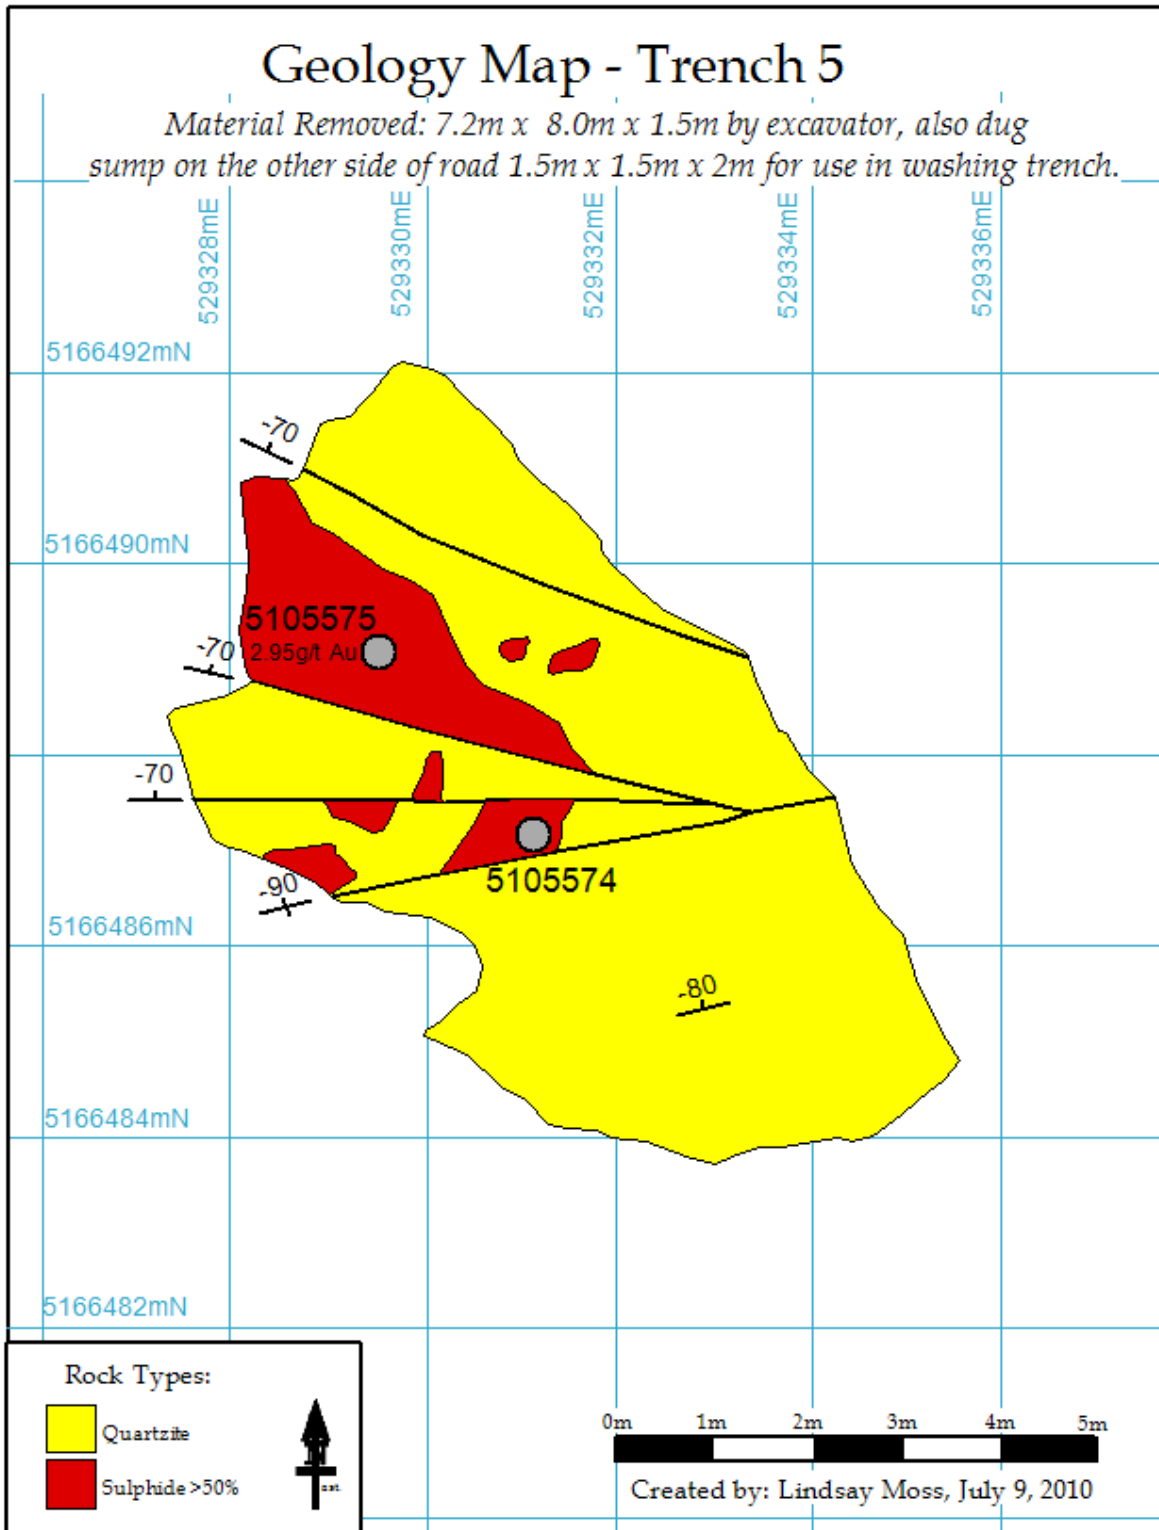 Geology Map - Trench 5
Material Removed: 7.2m x 8.0m x 1.5m by excavator, also dug
sump on the other side of road 1.5m x 1.5m x 2m for use in washing trench.
529328mE
529330mE
529332mE
529334mE
529336mE
5166492mN
-70
5166490mN
5105575
-70
2.95g/t Au
-70
5105574
-90
5166486mN
-80
5166484mN
5166482mN
Rock Types:
Quartzite
Sulphide >50%
0m 1m 2m 3m 4m 5m
Created by: Lindsay Moss, July 9, 2010